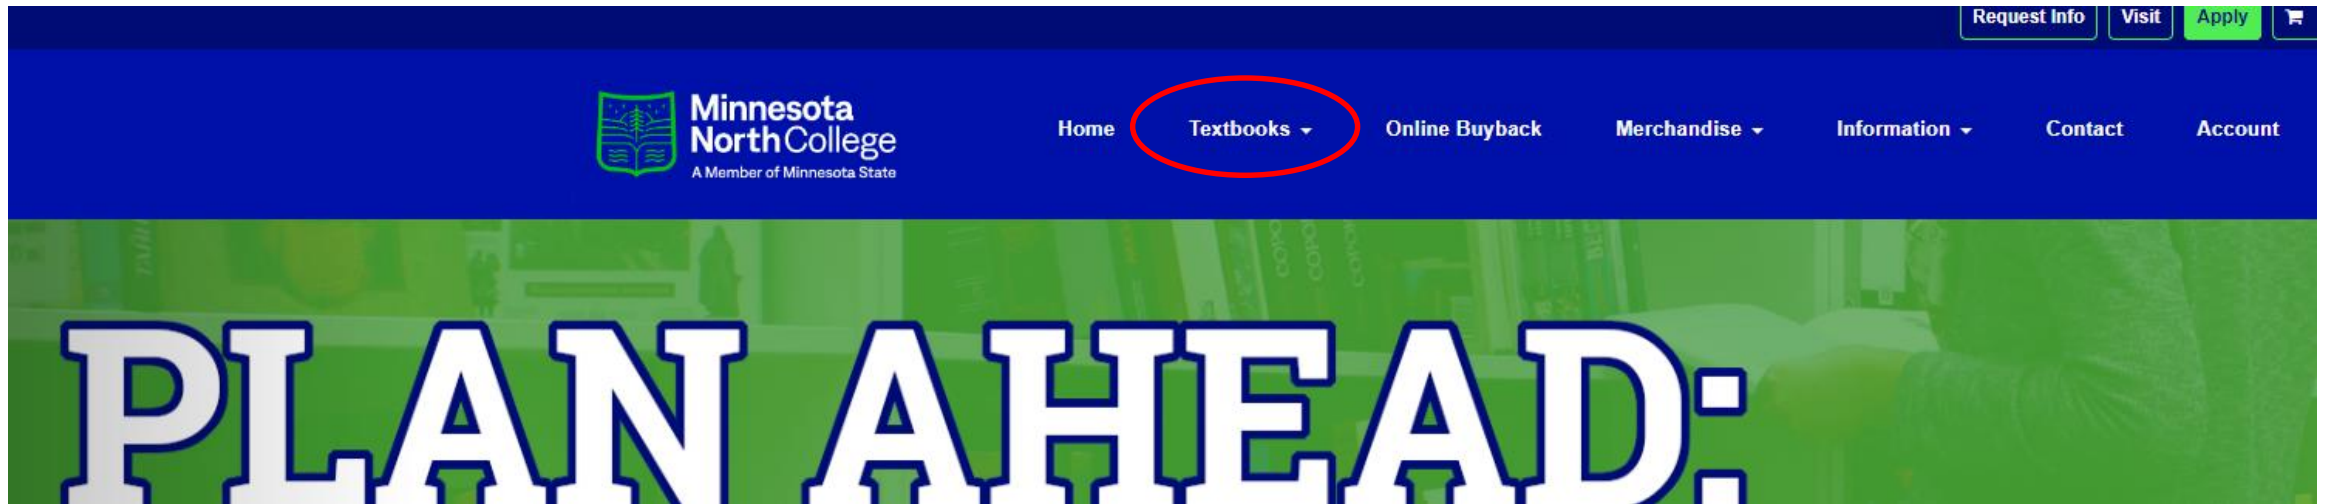 Request Info Visit Apply
Minnesota
North College
A Member of Minnesota State
Home Textbooks Online Buyback Merchandise Information Contact Account
PLAN AHEAD: